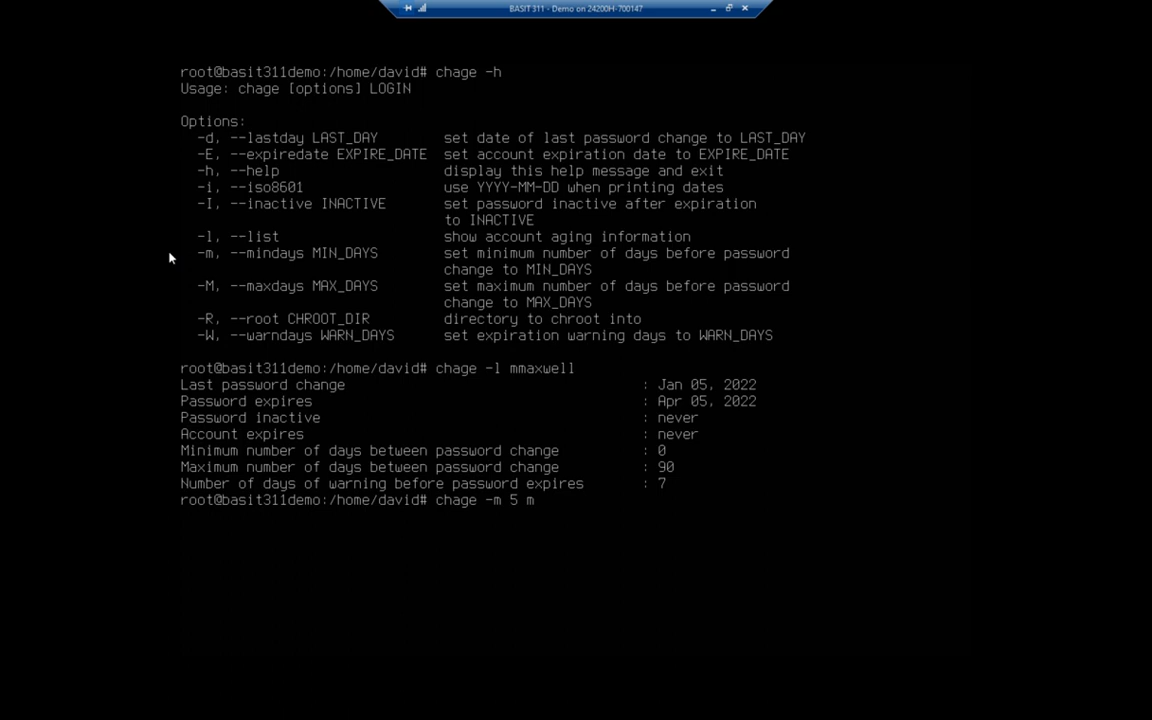 BASIT 311 - Demo on 24200H-700147
root@basit311demo:/home/david# chage -h
Usage: chage [options] LOGIN
Options:
-d, --lastday LAST_DAY set date of last password change to LAST_DAY
-E, --expiredate EXPIRE_DATE set account expiration date to EXPIRE_DATE
-h, --help display this help message and exit
-i, --iso8601 use YYYY-MM-DD when printing dates
-I, --inactive INACTIVE set password inactive after expiration
to INACTIVE
-l, --list show account aging information
-m, --mindays MIN_DAYS set minimum number of days before password
change to MIN_DAYS
-M, --maxdays MAX_DAYS set maximum number of days before password
change to MAX_DAYS
-R, --root CHROOT_DIR directory to chroot into
-W, --warndays WARN_DAYS set expiration warning days to WARN_DAYS
root@basit311demo:/home/david# chage -l mmaxwell
Last password change : Jan 05, 2022
Password expires : Apr 05, 2022
Password inactive : never
Account expires : never
Minimum number of days between password change : 0
Maximum number of days between password change : 90
Number of days of warning before password expires : 7
root@basit311demo:/home/david# chage -m 5 m